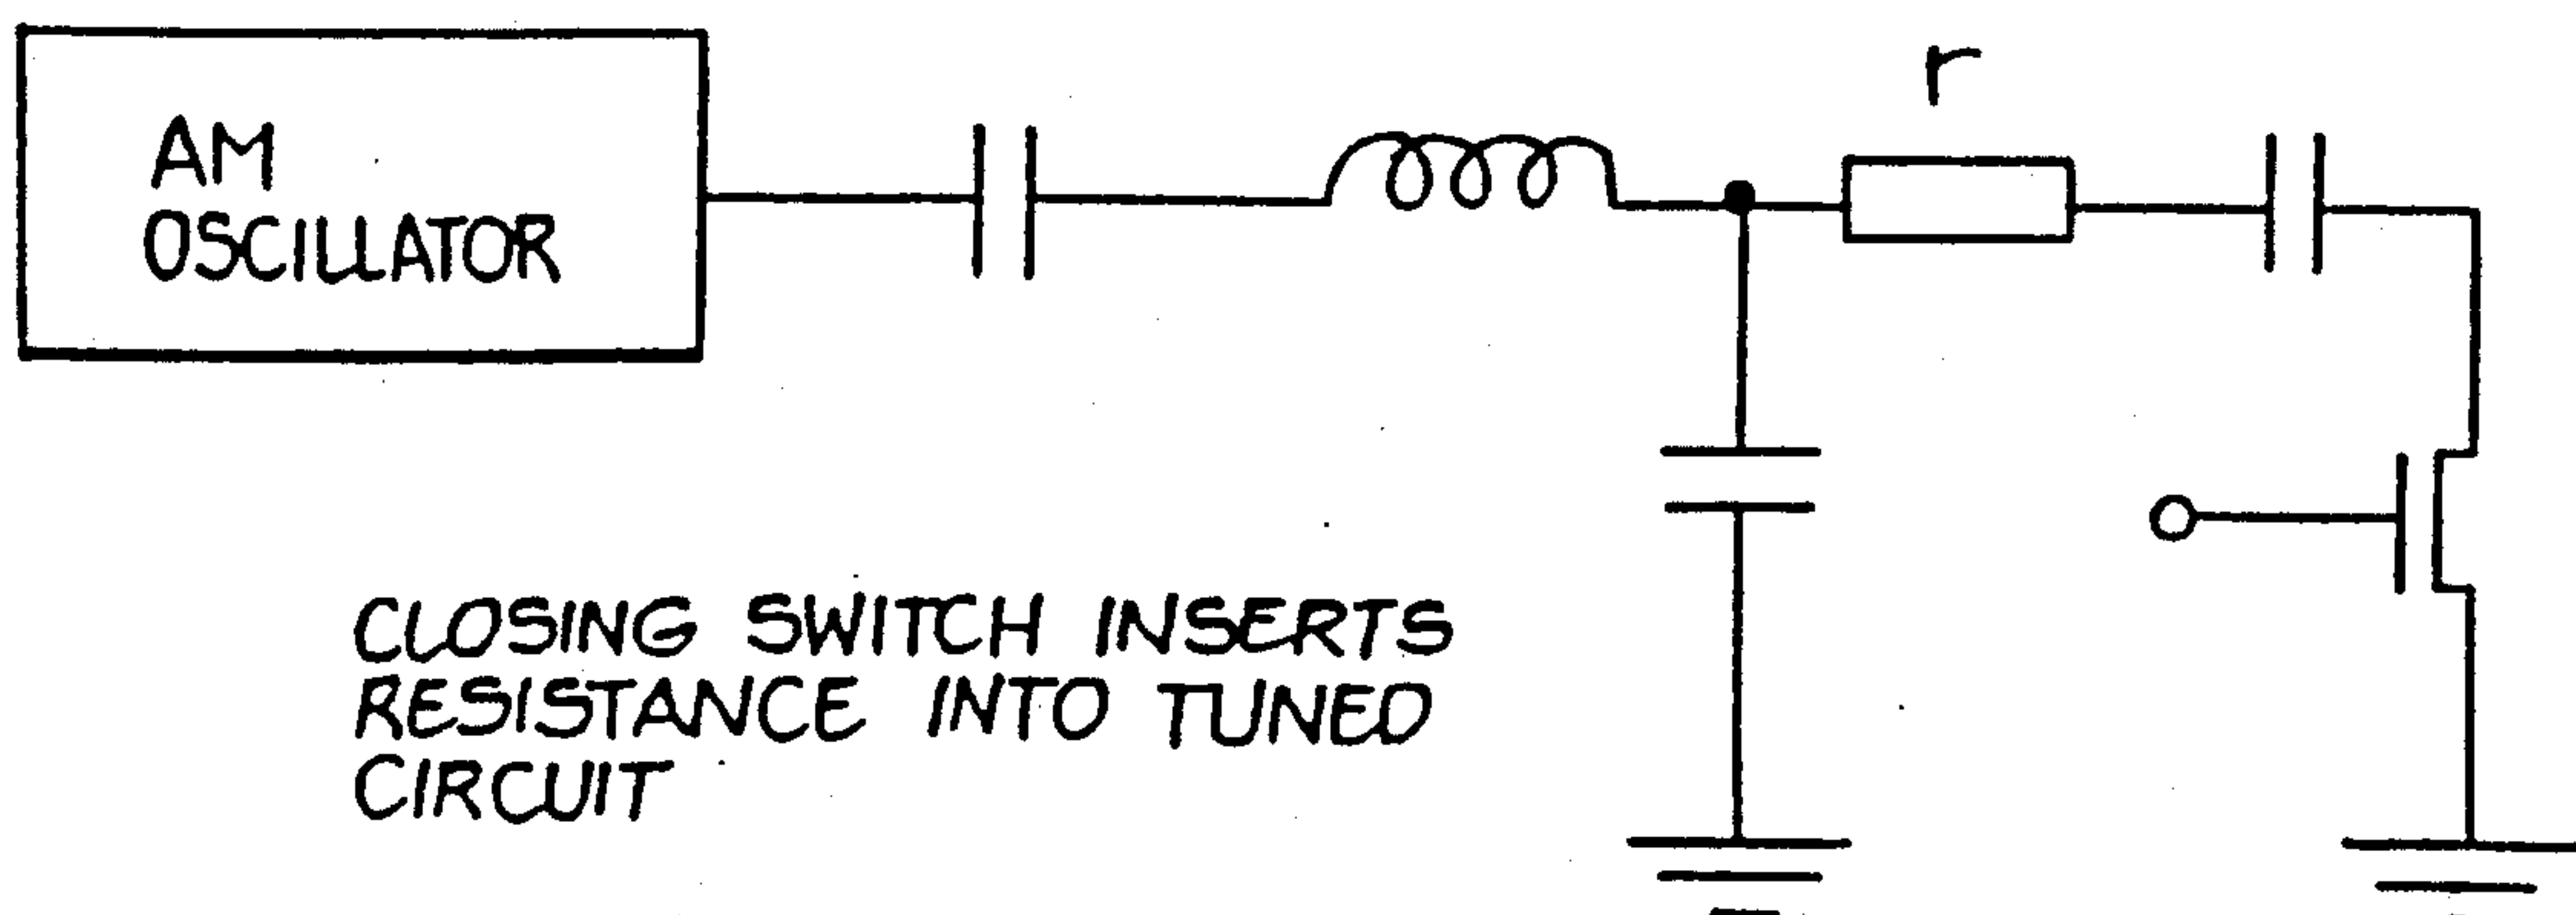 AM
OSCILLATOR
r
CLOSING SWITCH INSERTS
RESISTANCE INTO TUNED
CIRCUIT